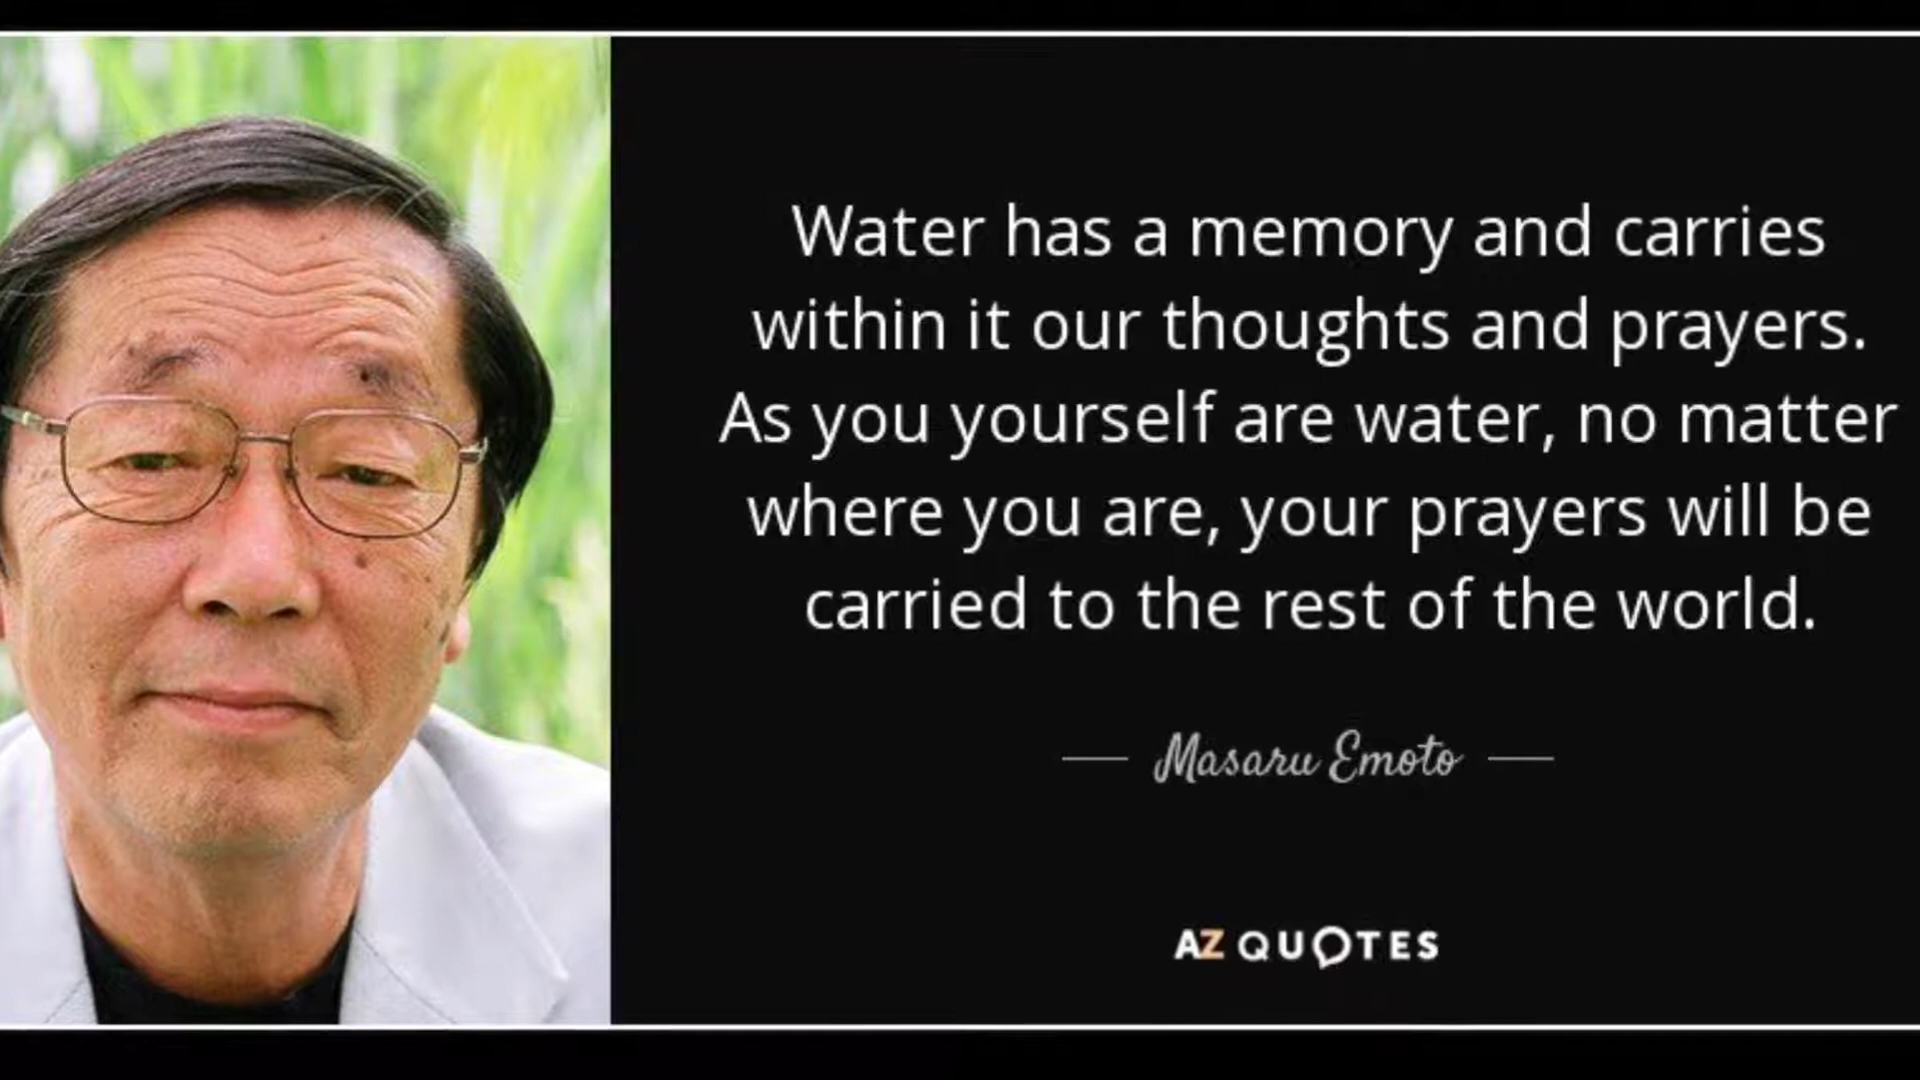 Water has a memory and carries
within it our thoughts and prayers.
As you yourself are water, no matter
where you are, your prayers will be
carried to the rest of the world.
Masaru Emoto
AZ QUOTES